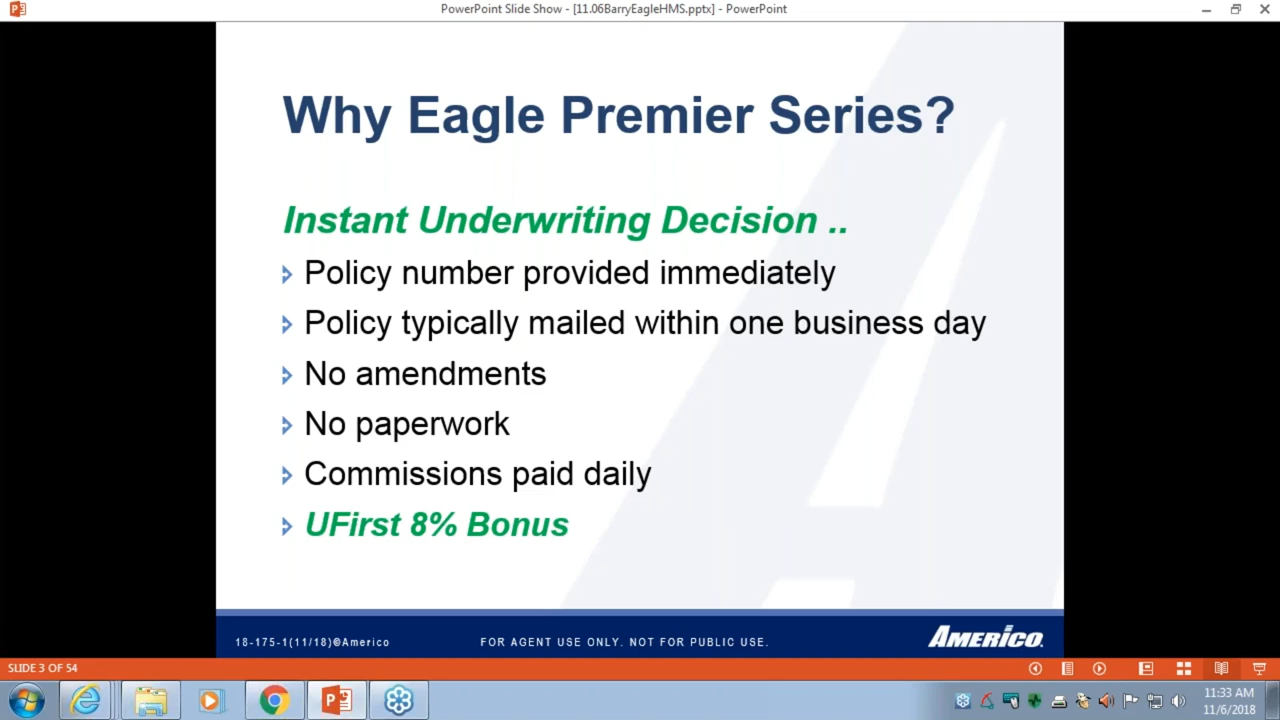 PowerPoint Slide Show - [11.06BarryEagleHMS.pptx] - PowerPoint
Why Eagle Premier Series?
Instant Underwriting Decision ..
Policy number provided immediately
Policy typically mailed within one business day
No amendments
No paperwork
Commissions paid daily
UFirst 8% Bonus
18-175-1(11/18)©Americo
FOR AGENT USE ONLY. NOT FOR PUBLIC USE.
AMERICO.
SLIDE 3 OF 54
11:33 AM
11/6/2018